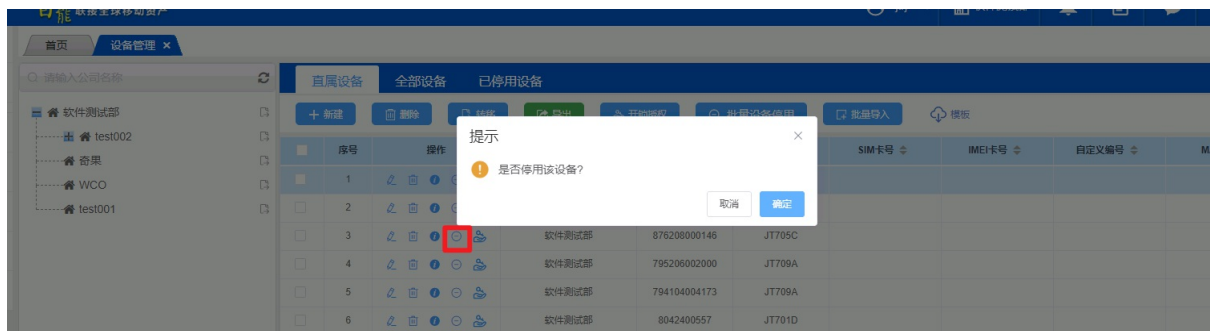 联接全球移动资产
首页 设备管理 ×
请输入公司名称 直属设备 全部设备 已停用设备
软件测试部
test002
奇果
WCO
test001
新建 删除 转移 导出 开锁授权 批量设备停用 批量导入 模板
序号 操作 SIM卡号 IMEI卡号 自定义编号
提示 ×
是否停用该设备?
取消 确定
1
2
3 软件测试部 876208000146 JT705C
4 软件测试部 795206002000 JT709A
5 软件测试部 794104004173 JT709A
6 软件测试部 8042400557 JT701D